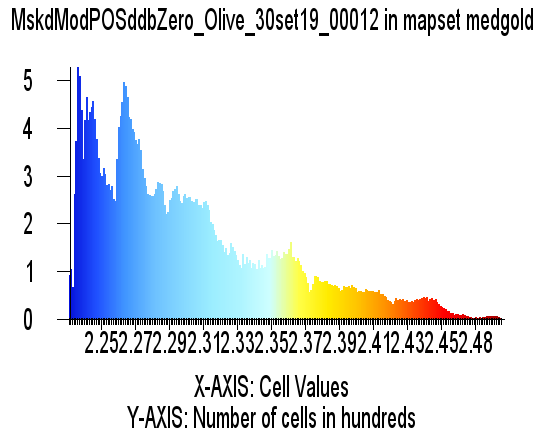 MskdModPOSddbZero_Olive_30set19_00012 in mapset medgold
5
4
3
2
1
0
2.252.272.292.312.332.352.372.392.412.432.452.48
X-AXIS: Cell Values
Y-AXIS: Number of cells in hundreds